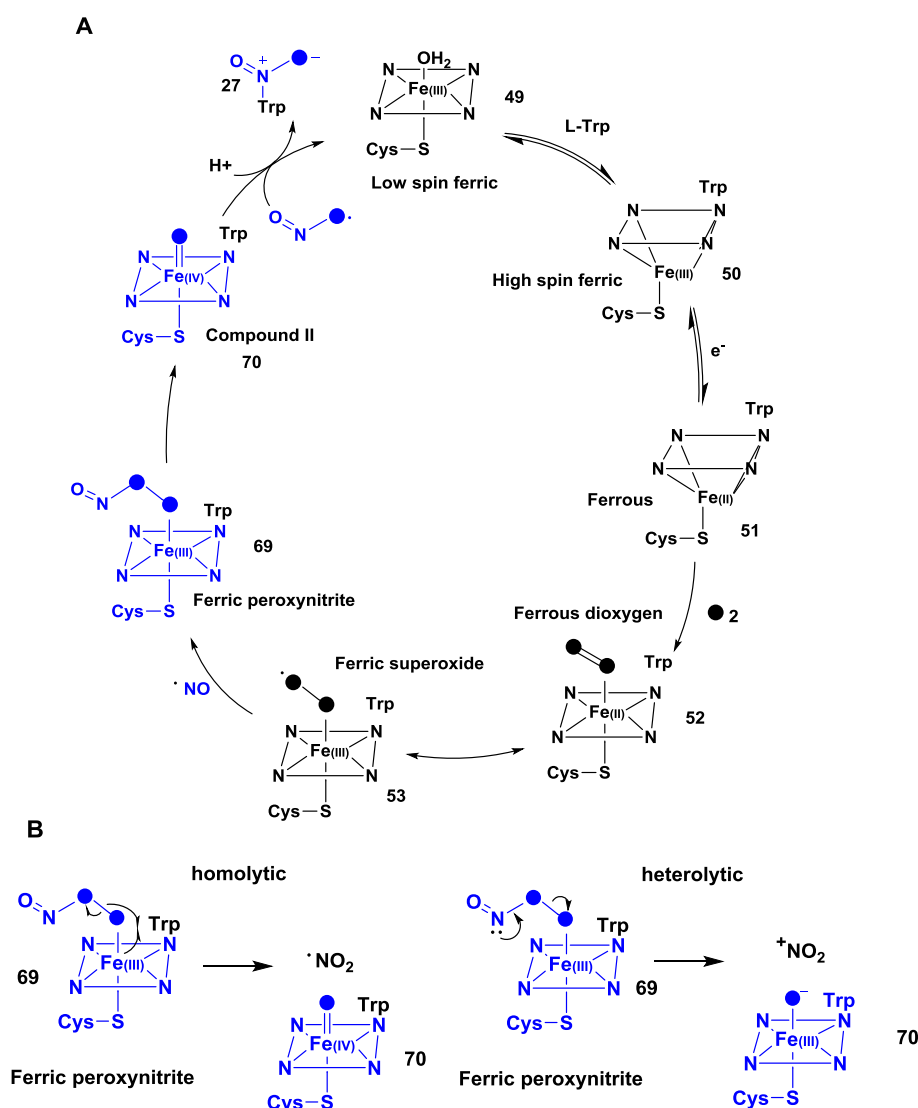 A
O
N
+
−
27
Trp
OH2
N N
Fe(III)
N N
49
Cys–S
Low spin ferric
L-Trp
H+
O
N
·
Trp
N N
Fe(IV)
N N
Cys–S
Compound II
70
Trp
N N
N N
Fe(III)
50
High spin ferric
S
Cys
e-
Trp
N N
N N
Ferrous
Fe(II)
51
Cys–S
O
N
Trp
N N
Fe(III)
69
N N
Cys–S
Ferric peroxynitrite
2
Ferrous dioxygen
Trp
N N
Fe(II)
52
N N
Cys–S
Ferric superoxide
·
Trp
N N
Fe(III)
N N
53
Cys–S
· NO
B
homolytic
O
N
Trp
N N
69
Fe(III)
N N
Cys–S
Ferric peroxynitrite
·NO2
Trp
N N
Fe(IV)
70
N N
Cys–S
heterolytic
O
N
··
Trp
N N
Fe(III)
N N
69
Cys–S
Ferric peroxynitrite
+NO2
−
Trp
N N
Fe(III)
70
N N
Cys–S